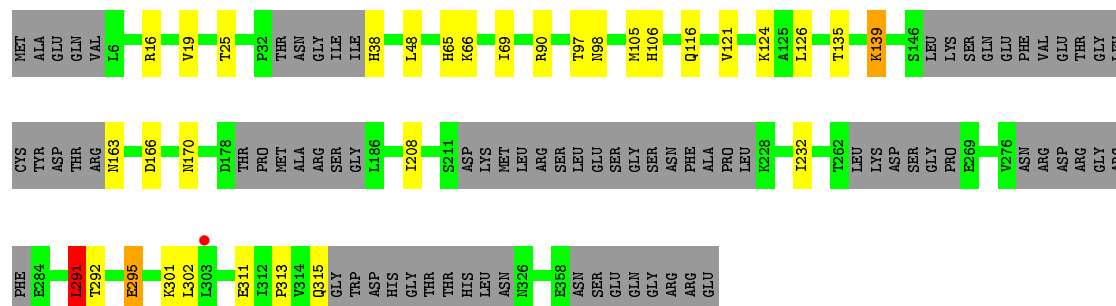 MET ALA GLU GLN VAL L6 R16 V19 T25 P32 THR ASN GLY ILE ILE H38 L48 H65 K66 I69 R90 T97 N98 M105 H106 Q116 V121 K124 A125 L126 T135 K139 S146 LEU LYS SER GLN GLU PHE VAL GLU THR GLY
CYS TYR ASP THR ARG N163 D166 N170 D178 THR PRO MET ALA ARG SER GLY L186 I208 S211 ASP LYS MET LEU ARG SER LEU GLU SER GLY SER ASN PHE ALA PRO LEU K228 I232 T262 LEU LYS ASP SER GLY PRO E269 V276 ASN ARG ASP ARG GLY
PHE E284 L291 T292 E295 K301 L302 L303 E311 I312 P313 V314 Q315 GLY TRP ASP HIS GLY THR THR HIS LEU ASN N326 E358 ASN SER GLU GLN GLY ARG ARG GLU